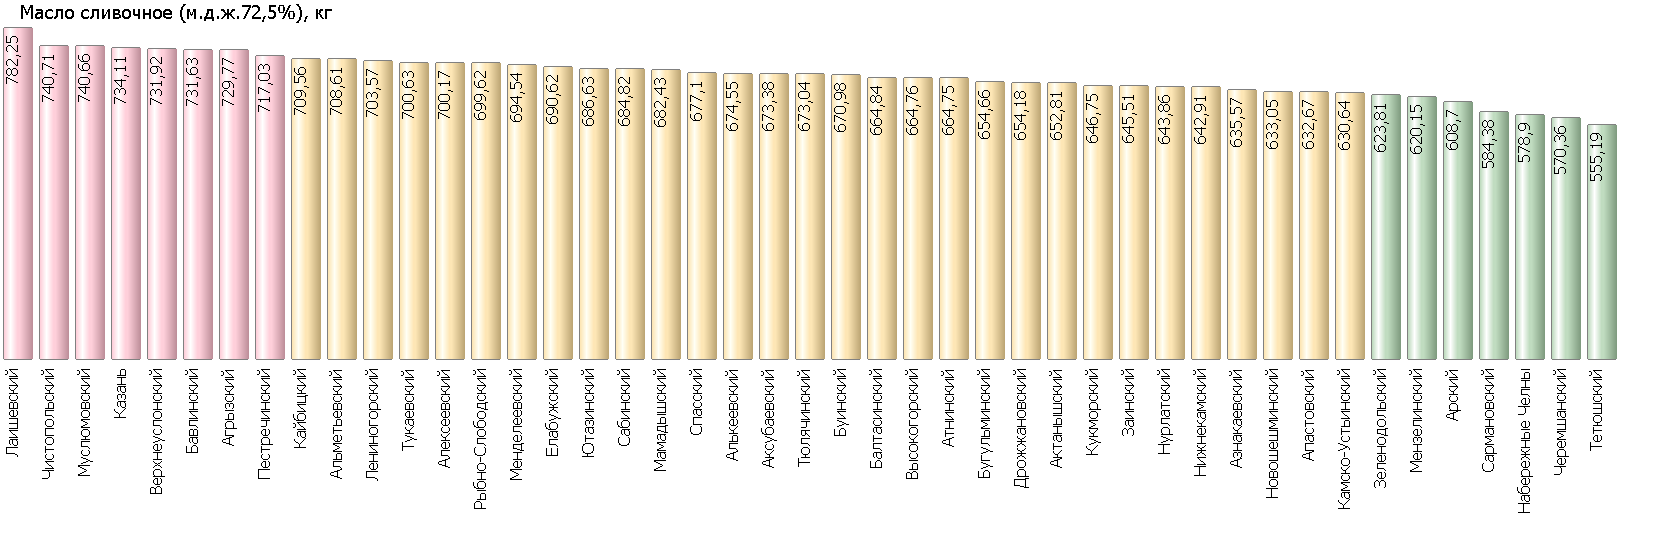 Масло сливочное (м.д.ж.72,5%), кг
782,25
740,71
740,66
734,11
731,92
731,63
729,77
717,03
709,56
708,61
703,57
700,63
700,17
699,62
694,54
690,62
686,63
684,82
682,43
677,1
674,55
673,38
673,04
670,98
664,84
664,76
664,75
654,66
654,18
652,81
646,75
645,51
643,86
642,91
635,57
633,05
632,67
630,64
623,81
620,15
608,7
584,38
578,9
570,36
555,19
Лаишевский
Чистопольский
Муслюмовский
Казань
Верхнеуслонский
Бавлинский
Агрызский
Пестречинский
Кайбицкий
Альметьевский
Лениногорский
Тукаевский
Алексеевский
Рыбно-Слободский
Менделеевский
Елабужский
Ютазинский
Сабинский
Мамадышский
Спасский
Алькеевский
Аксубаевский
Тюлячинский
Буинский
Балтасинский
Высокогорский
Атнинский
Бугульминский
Дрожжановский
Актанышский
Кукморский
Заинский
Нурлатский
Нижнекамский
Азнакаевский
Новошешминский
Апастовский
Камско-Устьинский
Зеленодольский
Мензелинский
Арский
Сармановский
Набережные Челны
Черемшанский
Тетюшский